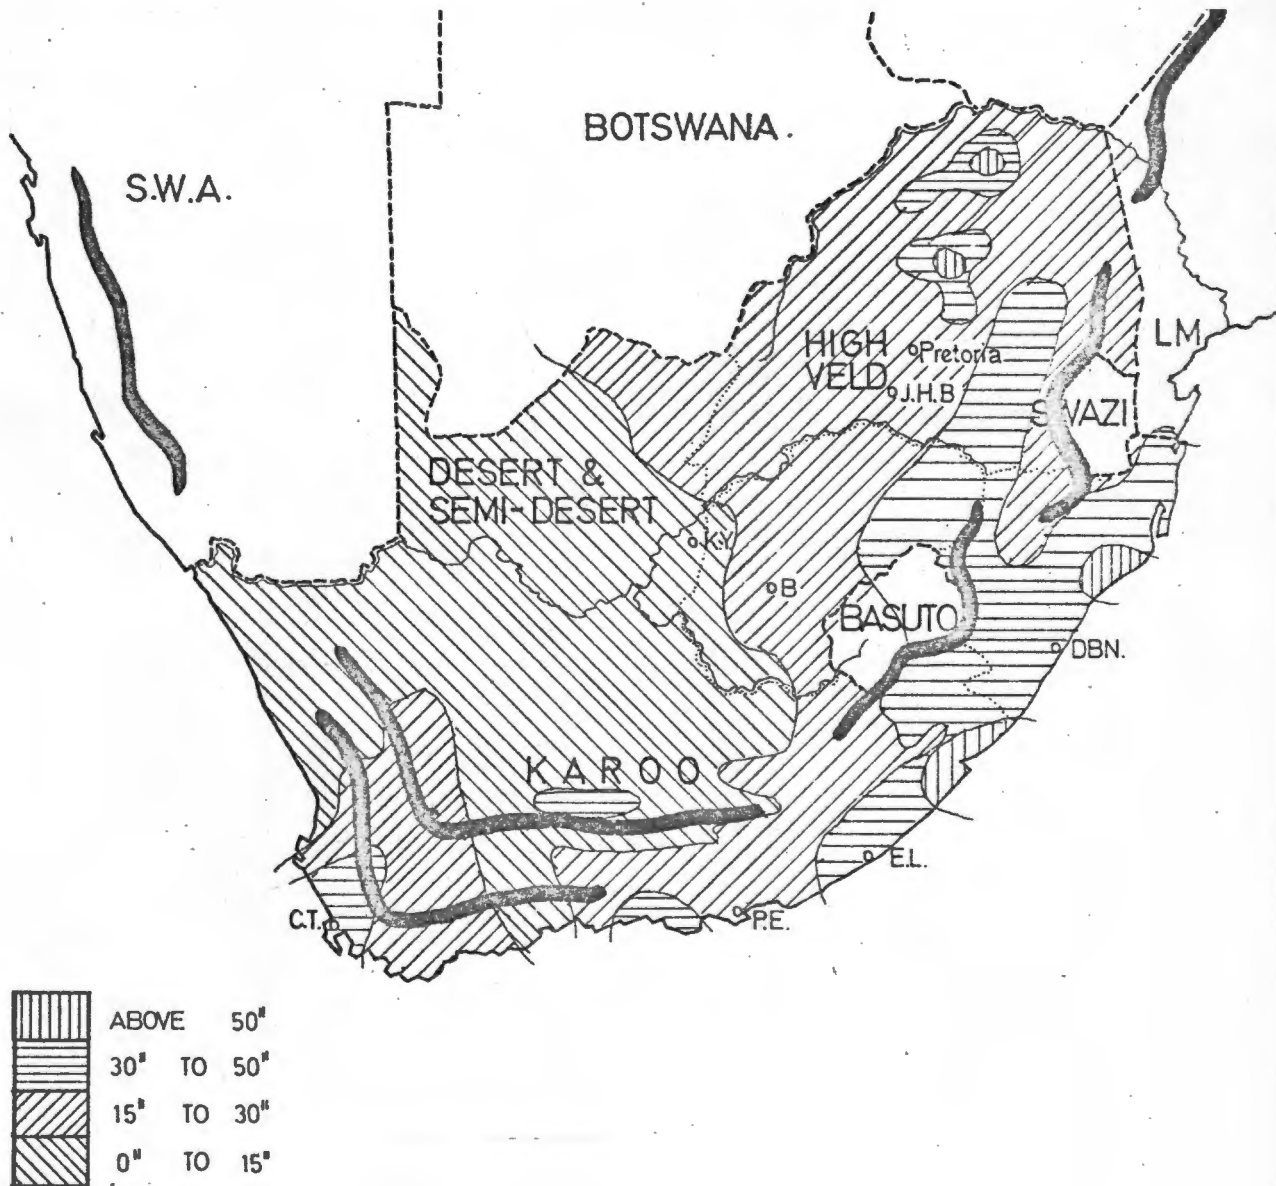 BOTSWANA.
S.W.A.
LM
HIGH
VELD
Pretoria
J.H.B
SWAZI
DESERT &
SEMI-DESERT
K.Y.
B
BASUTO
DBN.
KAROO
E.L.
P.E.
C.T.
ABOVE 50"
30" TO 50"
15" TO 30"
0" TO 15"